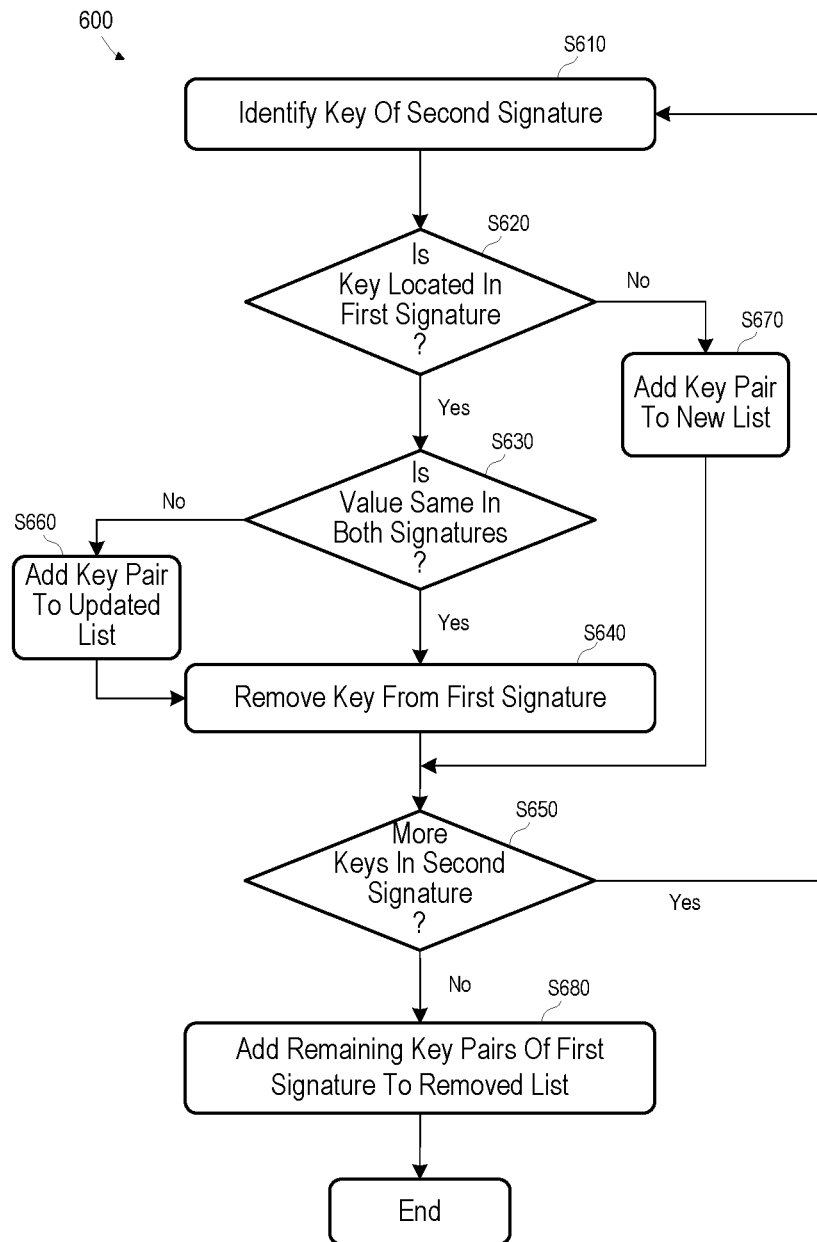 600
S610
Identify Key Of Second Signature
S620
Is
Key Located In
First Signature
?
No
S670
Add Key Pair
To New List
Yes
S630
Is
Value Same In
Both Signatures
?
No
S660
Add Key Pair
To Updated
List
Yes
S640
Remove Key From First Signature
S650
More
Keys In Second
Signature
?
Yes
No
S680
Add Remaining Key Pairs Of First
Signature To Removed List
End